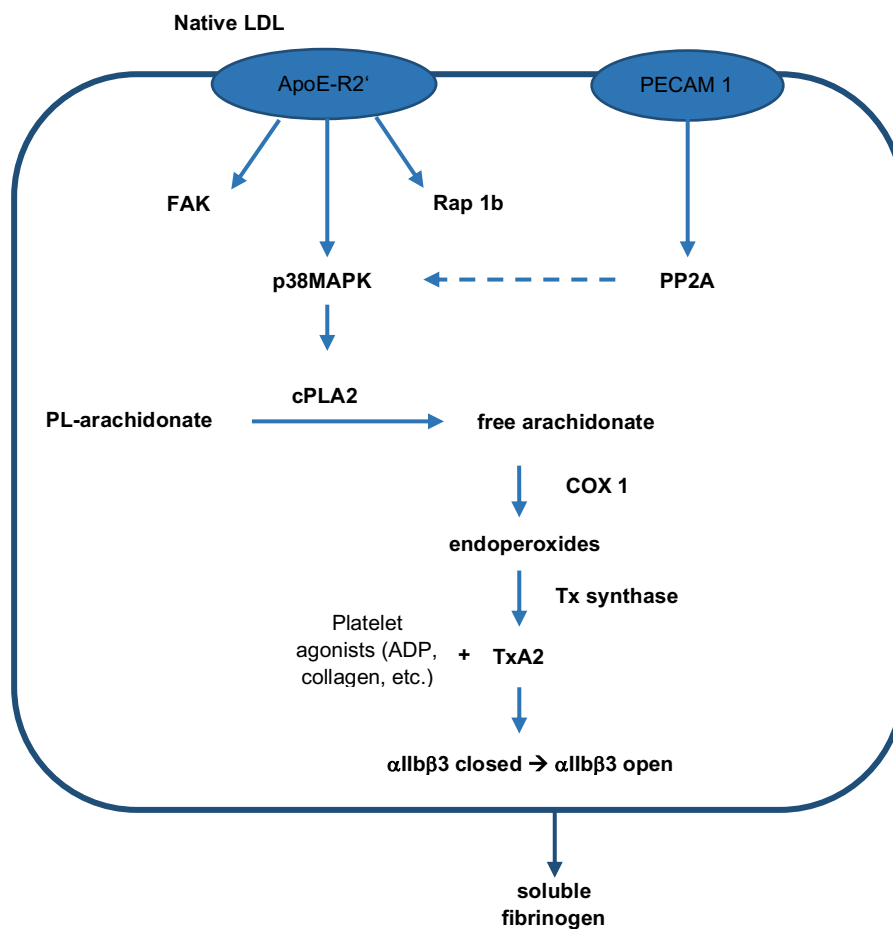 Native LDL
ApoE-R2‘
PECAM 1
FAK
Rap 1b
p38MAPK
PP2A
cPLA2
PL-arachidonate
free arachidonate
COX 1
endoperoxides
Tx synthase
Platelet
agonists (ADP,
collagen, etc.)
+ TxA2
αIIbβ3 closed → αIIbβ3 open
soluble
fibrinogen